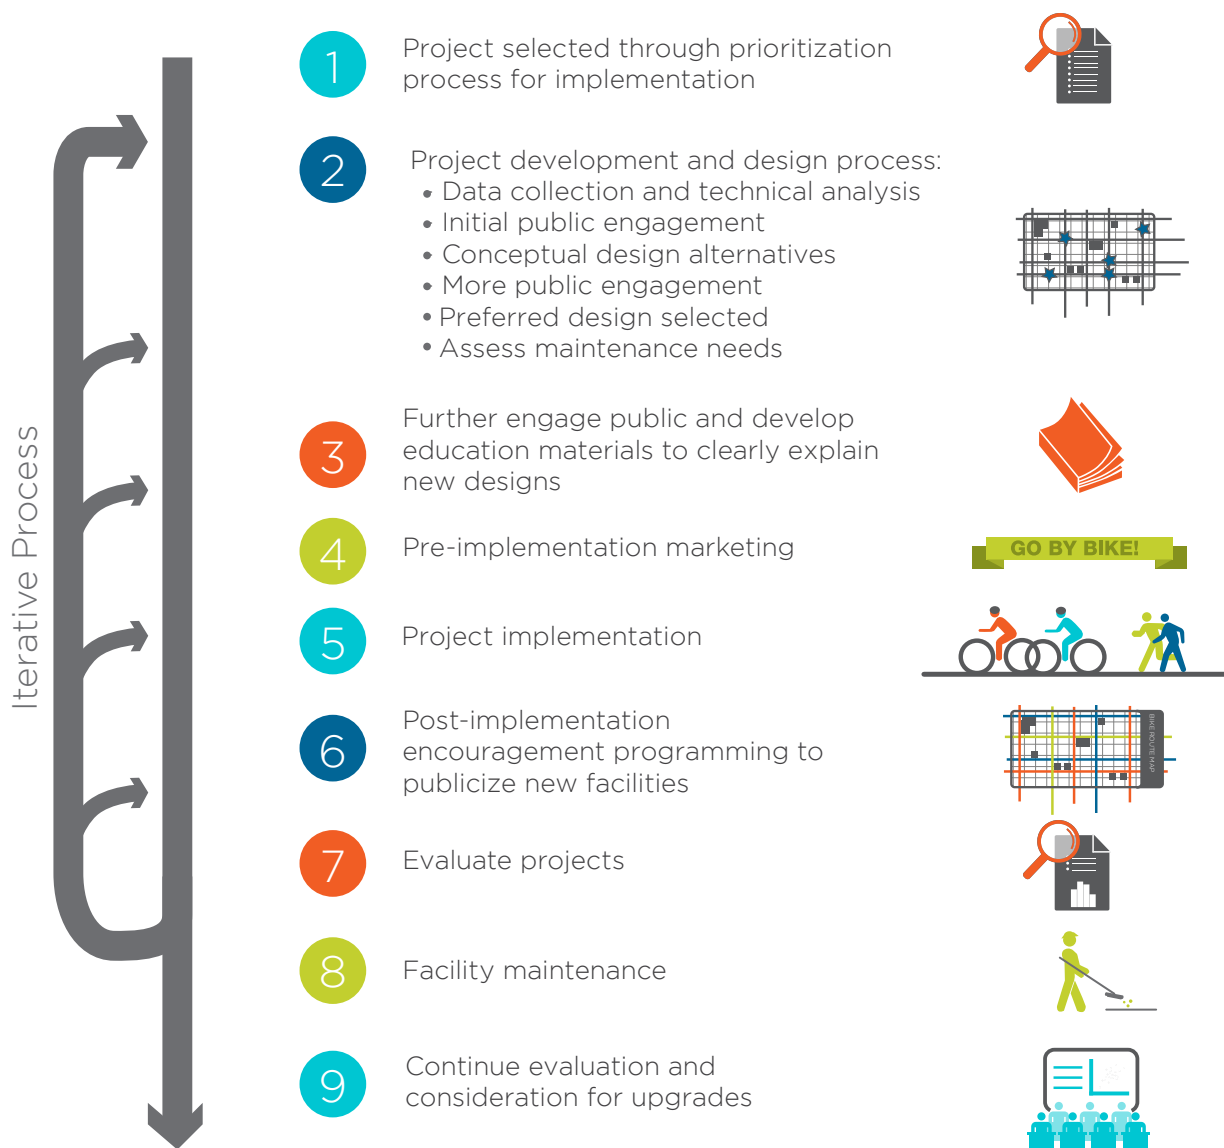 Iterative Process
1
Project selected through prioritization
process for implementation
2
Project development and design process:
• Data collection and technical analysis
• Initial public engagement
• Conceptual design alternatives
• More public engagement
• Preferred design selected
• Assess maintenance needs
3
Further engage public and develop
education materials to clearly explain
new designs
4
Pre-implementation marketing
GO BY BIKE!
5
Project implementation
6
Post-implementation
encouragement programming to
publicize new facilities
BIKE ROUTE MAP
7
Evaluate projects
8
Facility maintenance
9
Continue evaluation and
consideration for upgrades